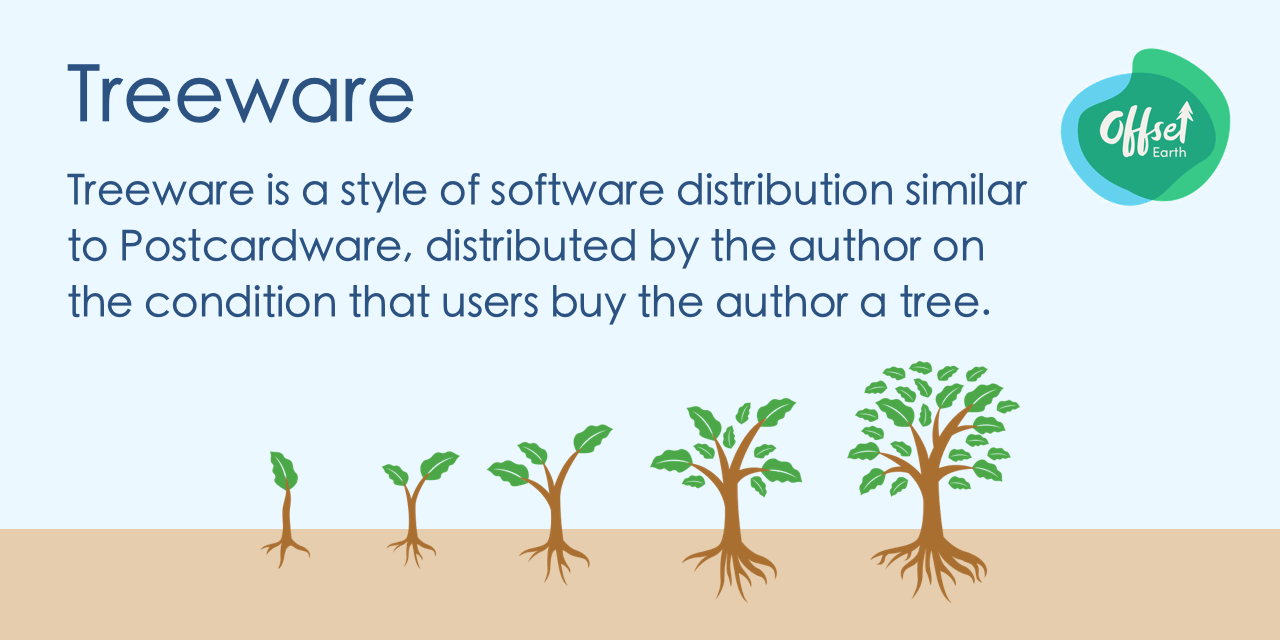 Treeware
Offset
Earth
Treeware is a style of software distribution similar
to Postcardware, distributed by the author on
the condition that users buy the author a tree.